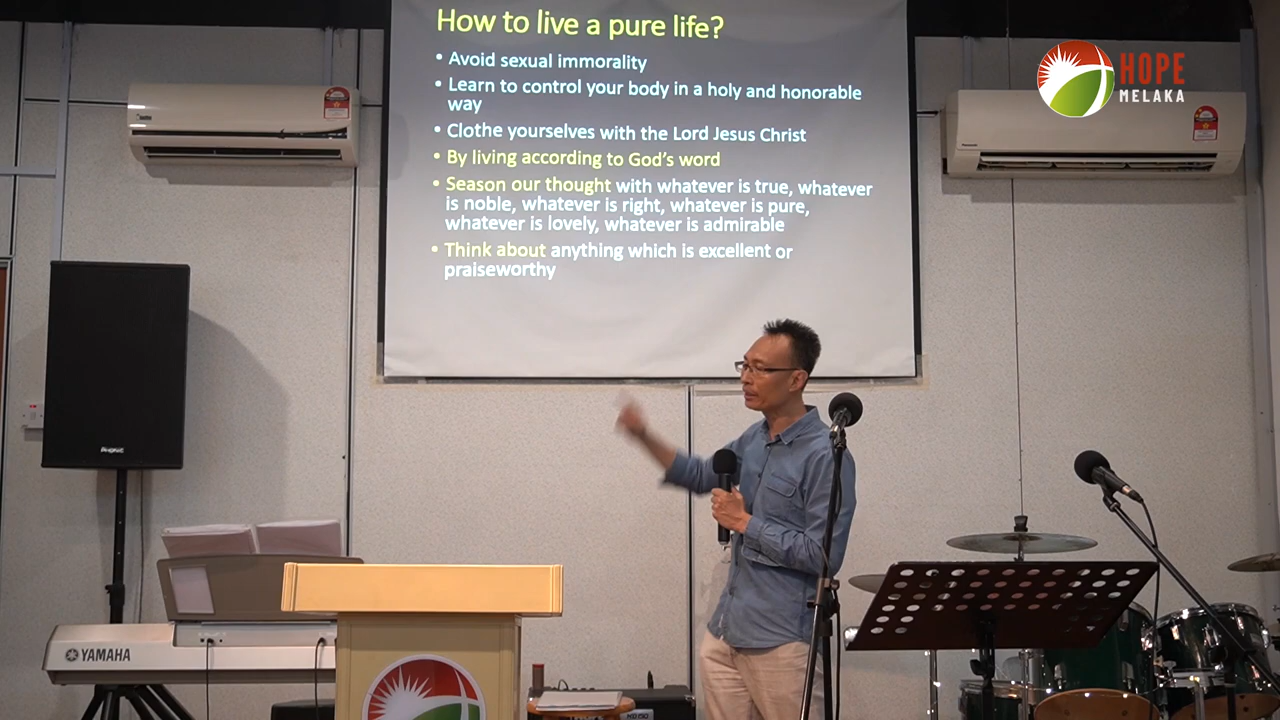 How to live a pure life?
• Avoid sexual immorality
• Learn to control your body in a holy and honorable
way
• Clothe yourselves with the Lord Jesus Christ
• By living according to God's word
• Season our thought with whatever is true, whatever
is noble, whatever is right, whatever is pure,
whatever is lovely, whatever is admirable
• Think about anything which is excellent or
praiseworthy
HOPE
MELAKA
Panasonic
PHONIC
YAMAHA